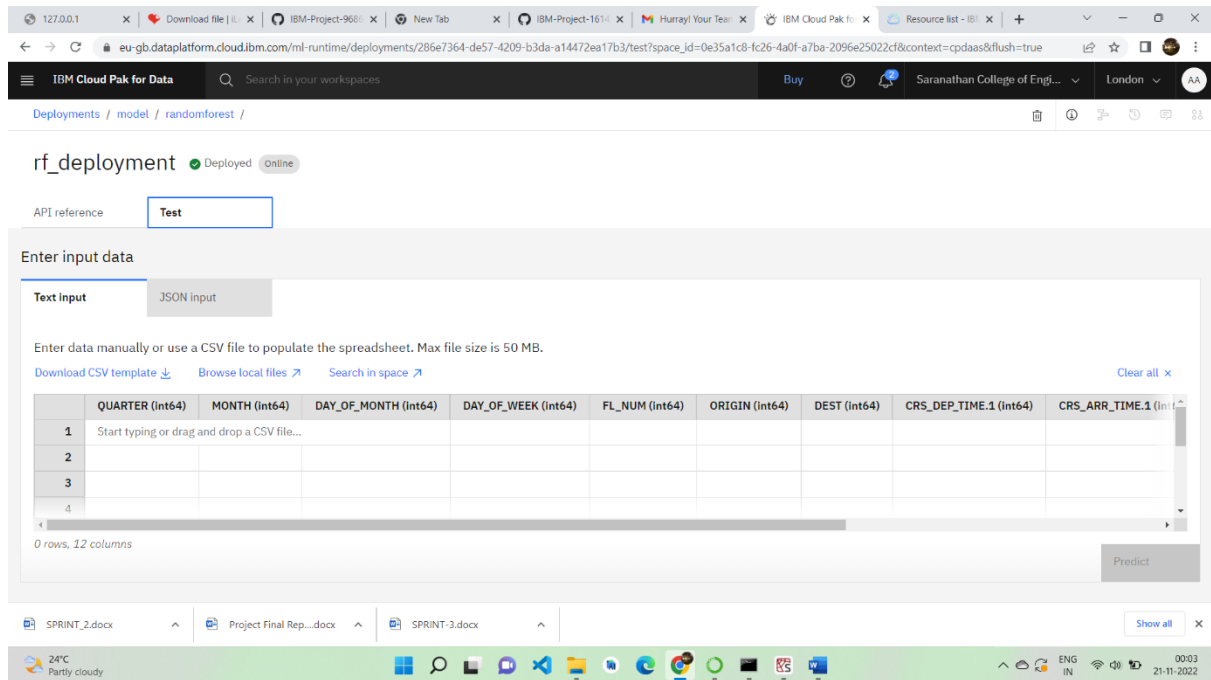 127.0.0.1 Download file | iLo IBM-Project-9686 New Tab IBM-Project-1614 Hurray! Your Team IBM Cloud Pak fo Resource list - IB
eu-gb.dataplatform.cloud.ibm.com/ml-runtime/deployments/286e7364-de57-4209-b3da-a14472ea17b3/test?space_id=0e35a1c8-fc26-4a0f-a7ba-2096e25022cf&context=cpdaas&flush=true
IBM Cloud Pak for Data Search in your workspaces Buy 2 Saranathan College of Engi... London AA
Deployments / model / randomforest /
rf_deployment Deployed Online
API reference Test
Enter input data
Text input JSON input
Enter data manually or use a CSV file to populate the spreadsheet. Max file size is 50 MB.
Download CSV template Browse local files Search in space Clear all ×
QUARTER (int64) MONTH (int64) DAY_OF_MONTH (int64) DAY_OF_WEEK (int64) FL_NUM (int64) ORIGIN (int64) DEST (int64) CRS_DEP_TIME.1 (int64) CRS_ARR_TIME.1 (int
1 Start typing or drag and drop a CSV file...
2
3
4
0 rows, 12 columns
Predict
SPRINT_2.docx Project Final Rep....docx SPRINT-3.docx Show all
24°C
Partly cloudy
ENG
IN
00:03
21-11-2022